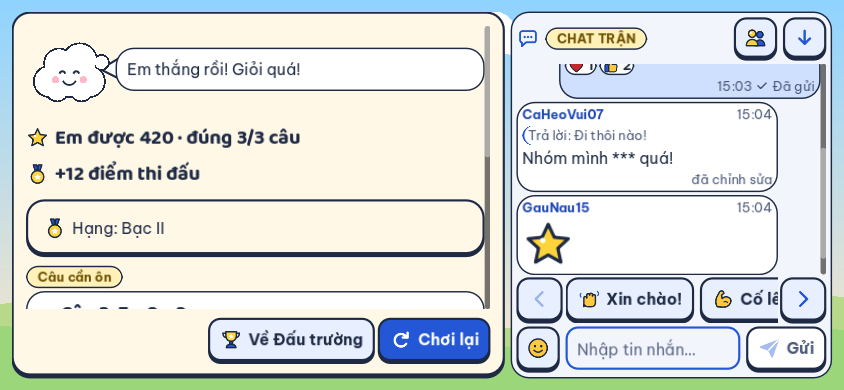 Em thắng rồi! Giỏi quá!
Em được 420 · đúng 3/3 câu
+12 điểm thi đấu
Hạng: Bạc II
Câu cần ôn
Về Đấu trường
Chơi lại
CHAT TRẬN
15:03 ✓ Đã gửi
CaHeoVui07 15:04
Trả lời: Đi thôi nào!
Nhóm mình *** quá!
đã chỉnh sửa
GauNau15 15:04
Xin chào!
Cố lê
Nhập tin nhắn...
Gửi